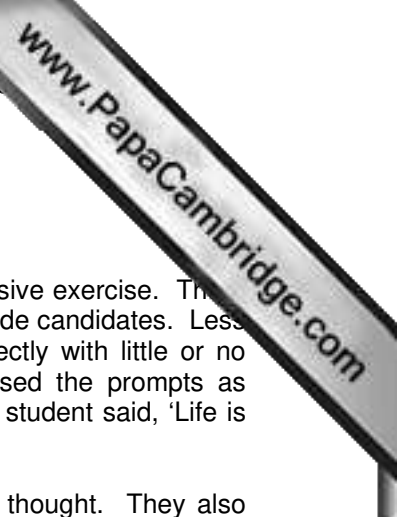 www.PapaCambridge.com
sive exercise.
de candidates. Less
ectly with little or no
sed the prompts as
student said, ‘Life is
thought. They also